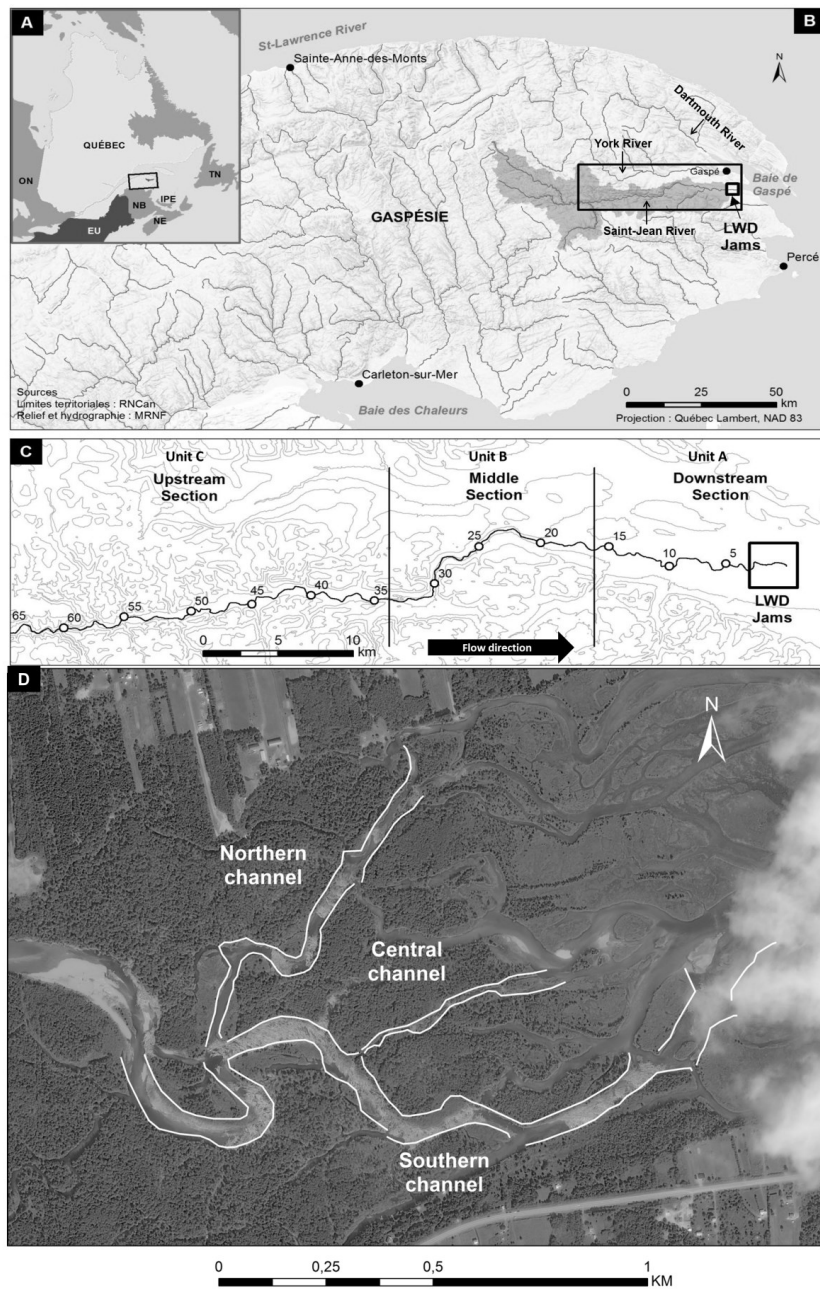 A
QUÉBEC
ON
TN
NB
IPE
NE
EU
B
St-Lawrence River
Sainte-Anne-des-Monts
N
Dartmouth River
York River
Gaspé
Baie de
Gaspé
GASPÉSIE
Saint-Jean River
LWD
Jams
Percé
Carleton-sur-Mer
Baie des Chaleurs
Sources
Limites territoriales : RNCan
Relief et hydrographie : MRNF
0 25 50
km
Projection : Québec Lambert, NAD 83
C
Unit C
Upstream
Section
Unit B
Middle
Section
Unit A
Downstream
Section
65 60 55 50 45 40 35 30 25 20 15 10 5
LWD
Jams
0 5 10
km
Flow direction
D
N
Northern
channel
Central
channel
Southern
channel
0 0,25 0,5 1
KM